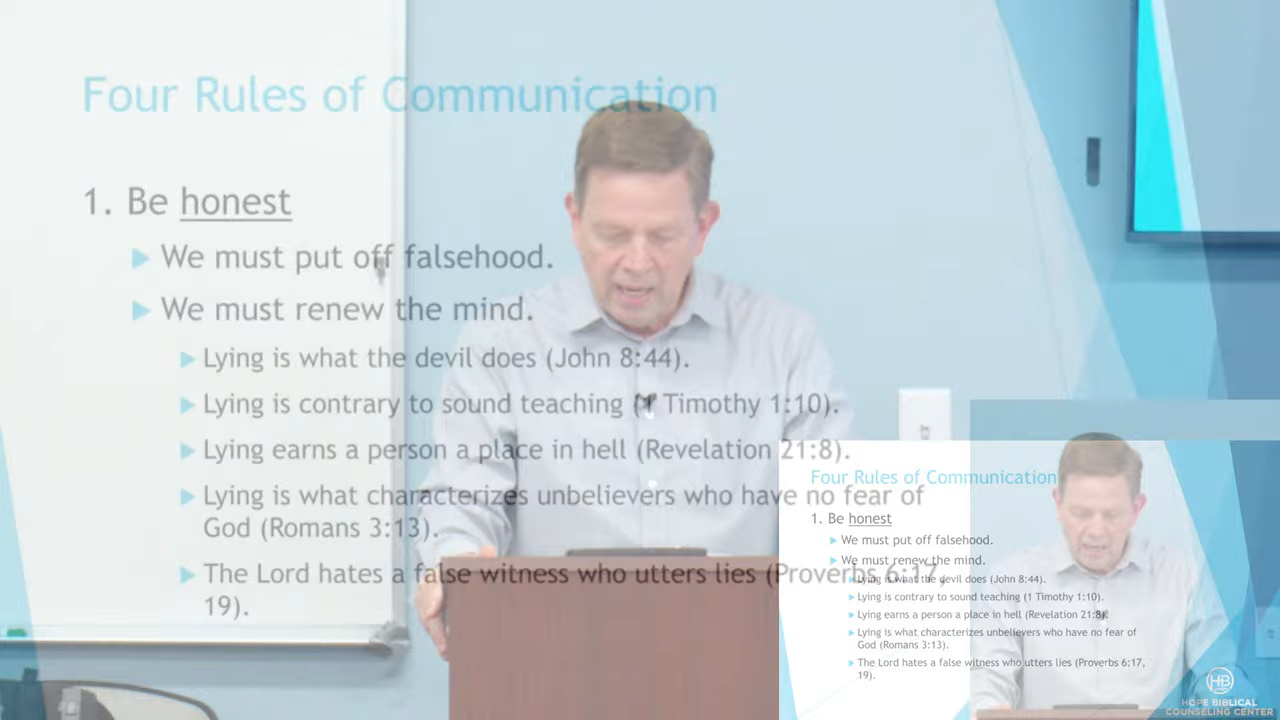 Four Rules of Communication
1. Be honest
We must put off falsehood.
We must renew the mind.
Lying is what the devil does (John 8:44).
Lying is contrary to sound teaching (1 Timothy 1:10).
Lying earns a person a place in hell (Revelation 21:8).
Lying is what characterizes unbelievers who have no fear of
God (Romans 3:13).
The Lord hates a false witness who utters lies (Proverbs 6:17,
19).
Four Rules of Communication
1. Be honest
We must put off falsehood.
We must renew the mind.
Lying is what the devil does (John 8:44).
Lying is contrary to sound teaching (1 Timothy 1:10).
Lying earns a person a place in hell (Revelation 21:8).
Lying is what characterizes unbelievers who have no fear of
God (Romans 3:13).
The Lord hates a false witness who utters lies (Proverbs 6:17,
19).
HB
HOPE BIBLICAL
COUNSELING CENTER